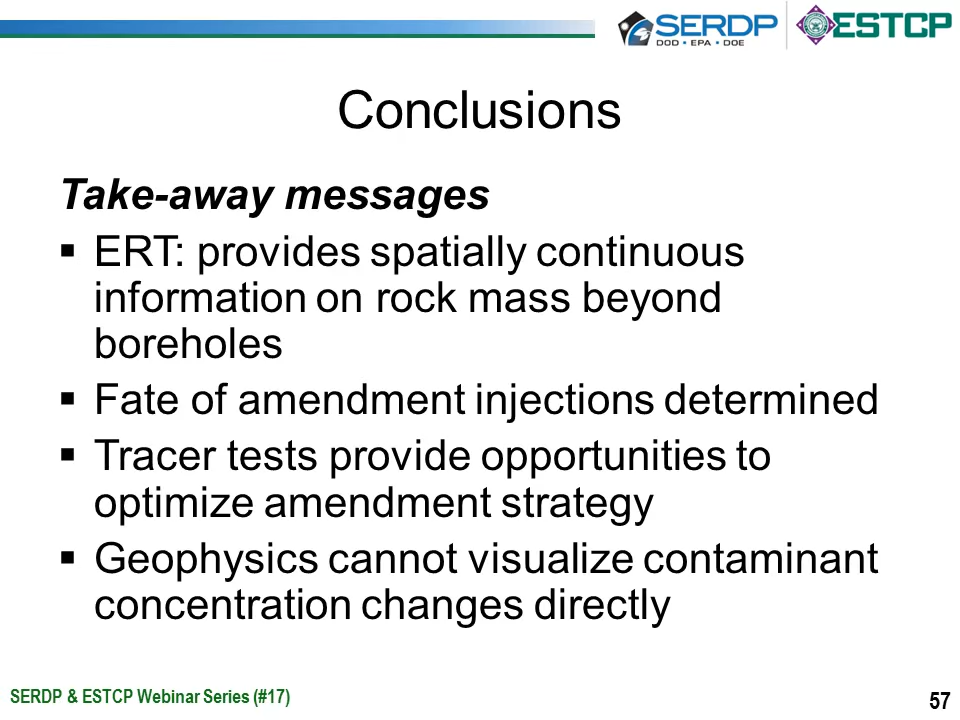 SERDP ESTCP
DOD • EPA • DOE
Conclusions
Take-away messages
▪ ERT: provides spatially continuous
information on rock mass beyond
boreholes
▪ Fate of amendment injections determined
▪ Tracer tests provide opportunities to
optimize amendment strategy
▪ Geophysics cannot visualize contaminant
concentration changes directly
SERDP & ESTCP Webinar Series (#17)
57